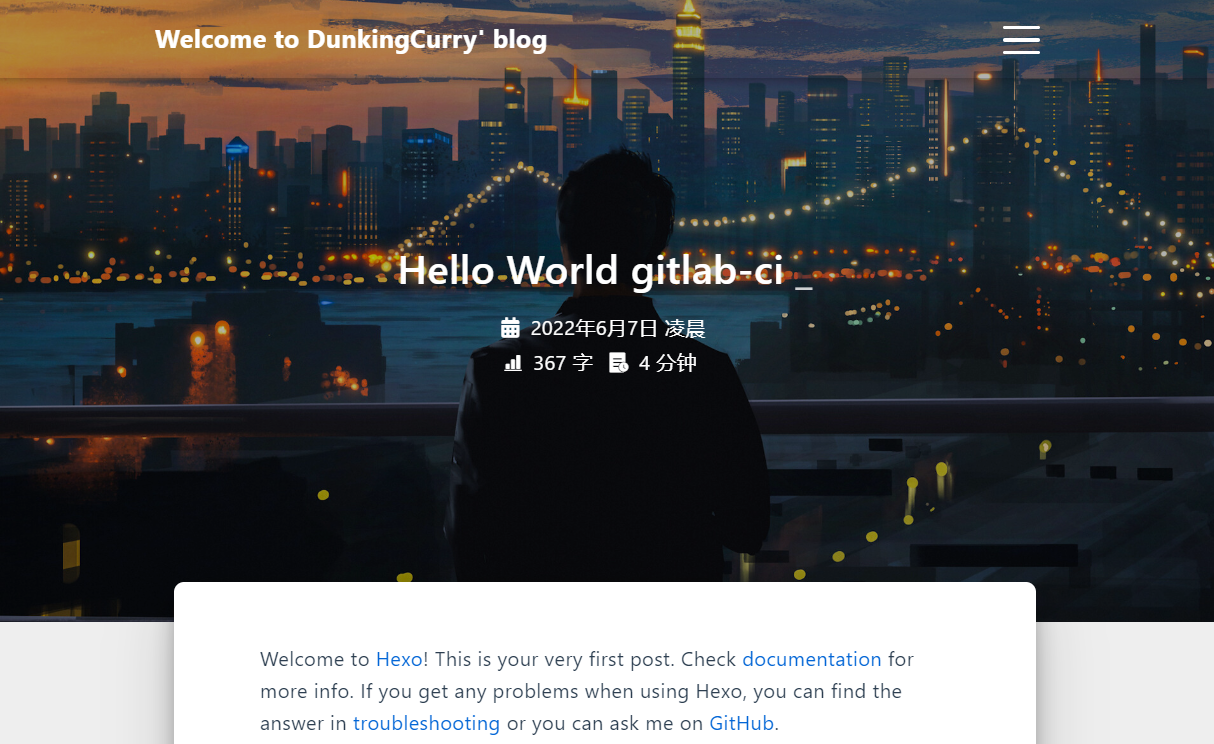 Welcome to DunkingCurry' blog
Hello World gitlab-ci _
2022年6月7日 凌晨
367 字 4 分钟
Welcome to Hexo! This is your very first post. Check documentation for
more info. If you get any problems when using Hexo, you can find the
answer in troubleshooting or you can ask me on GitHub.